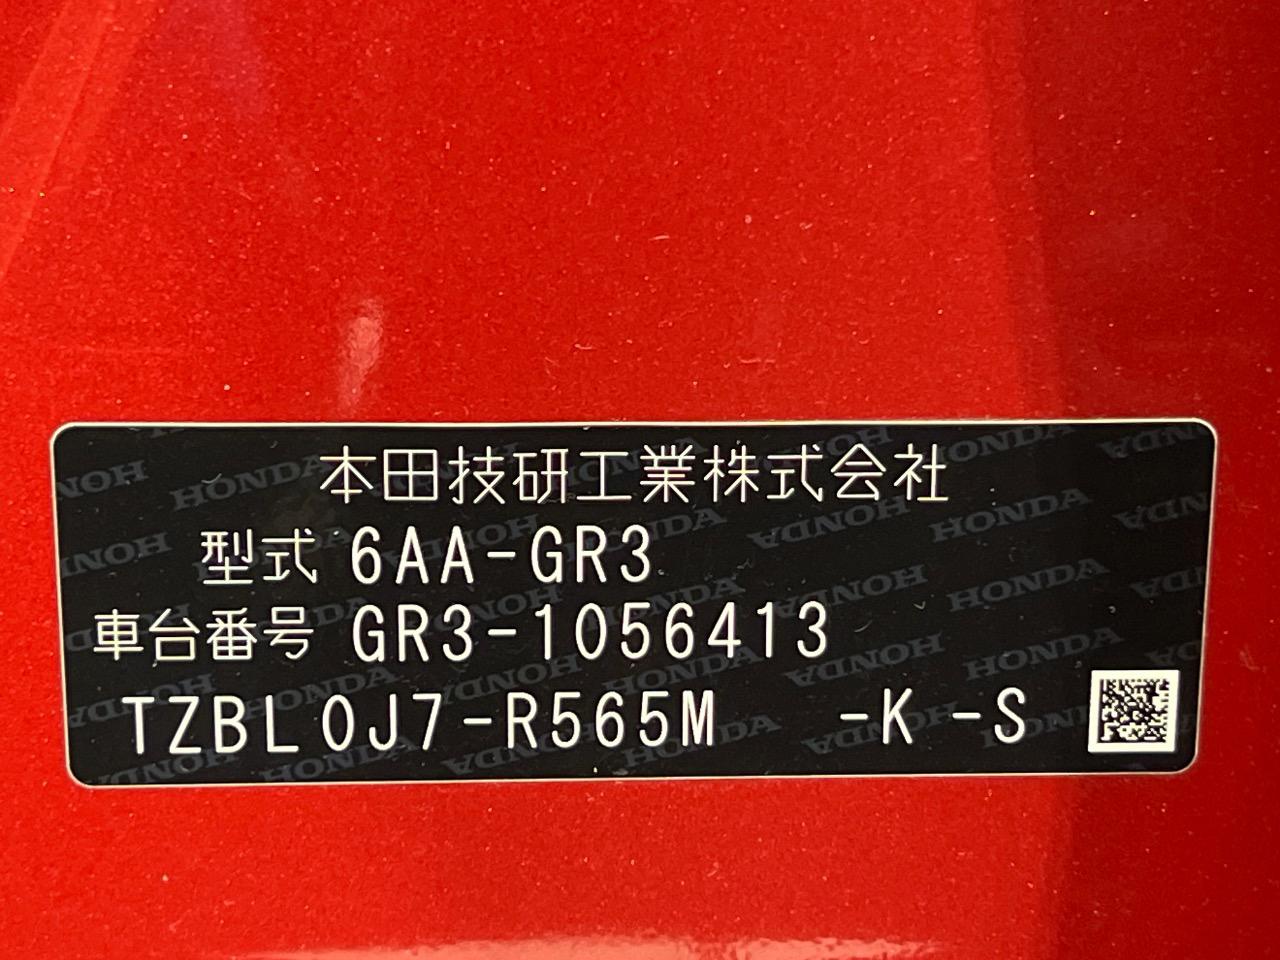 本田技研工業株式会社
型式 6AA-GR3
車台番号 GR3-1056413
TZBL0J7-R565M -K -S